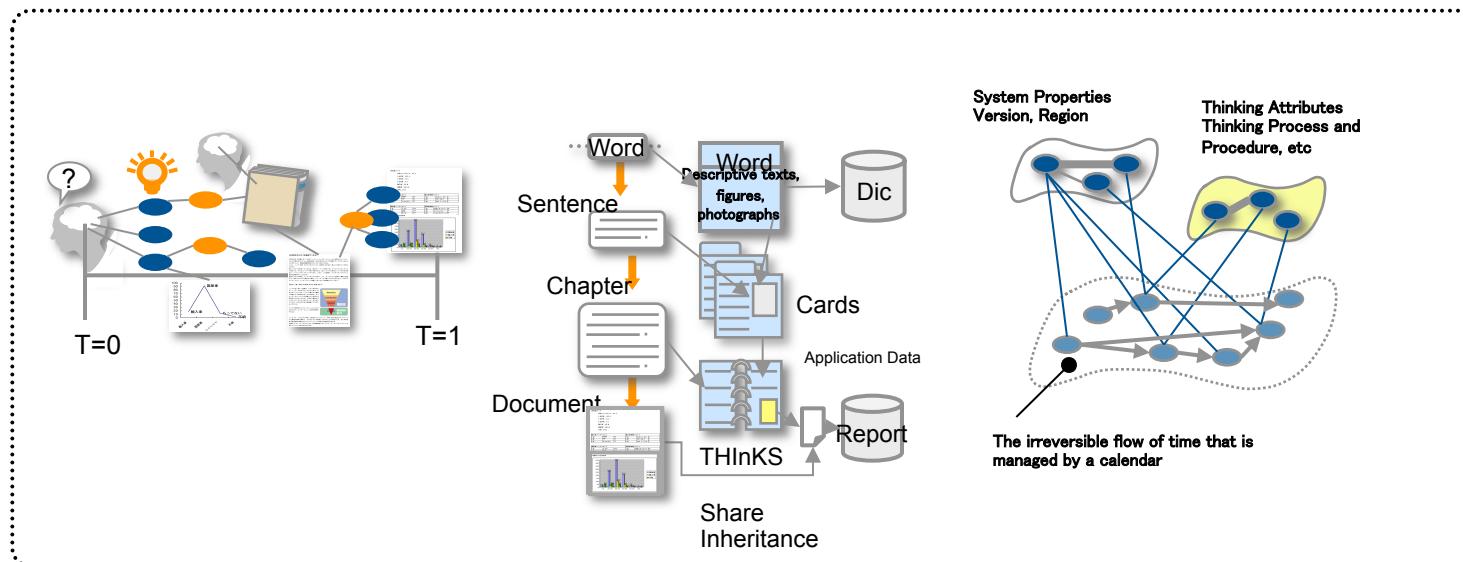 ?
T=0
T=1
Word
Sentence
Chapter
Document
Word
Descriptive texts,
figures,
photographs
Dic
Cards
Application Data
THInKS
Report
Share
Inheritance
System Properties
Version, Region
Thinking Attributes
Thinking Process and
Procedure, etc
The irreversible flow of time that is
managed by a calendar